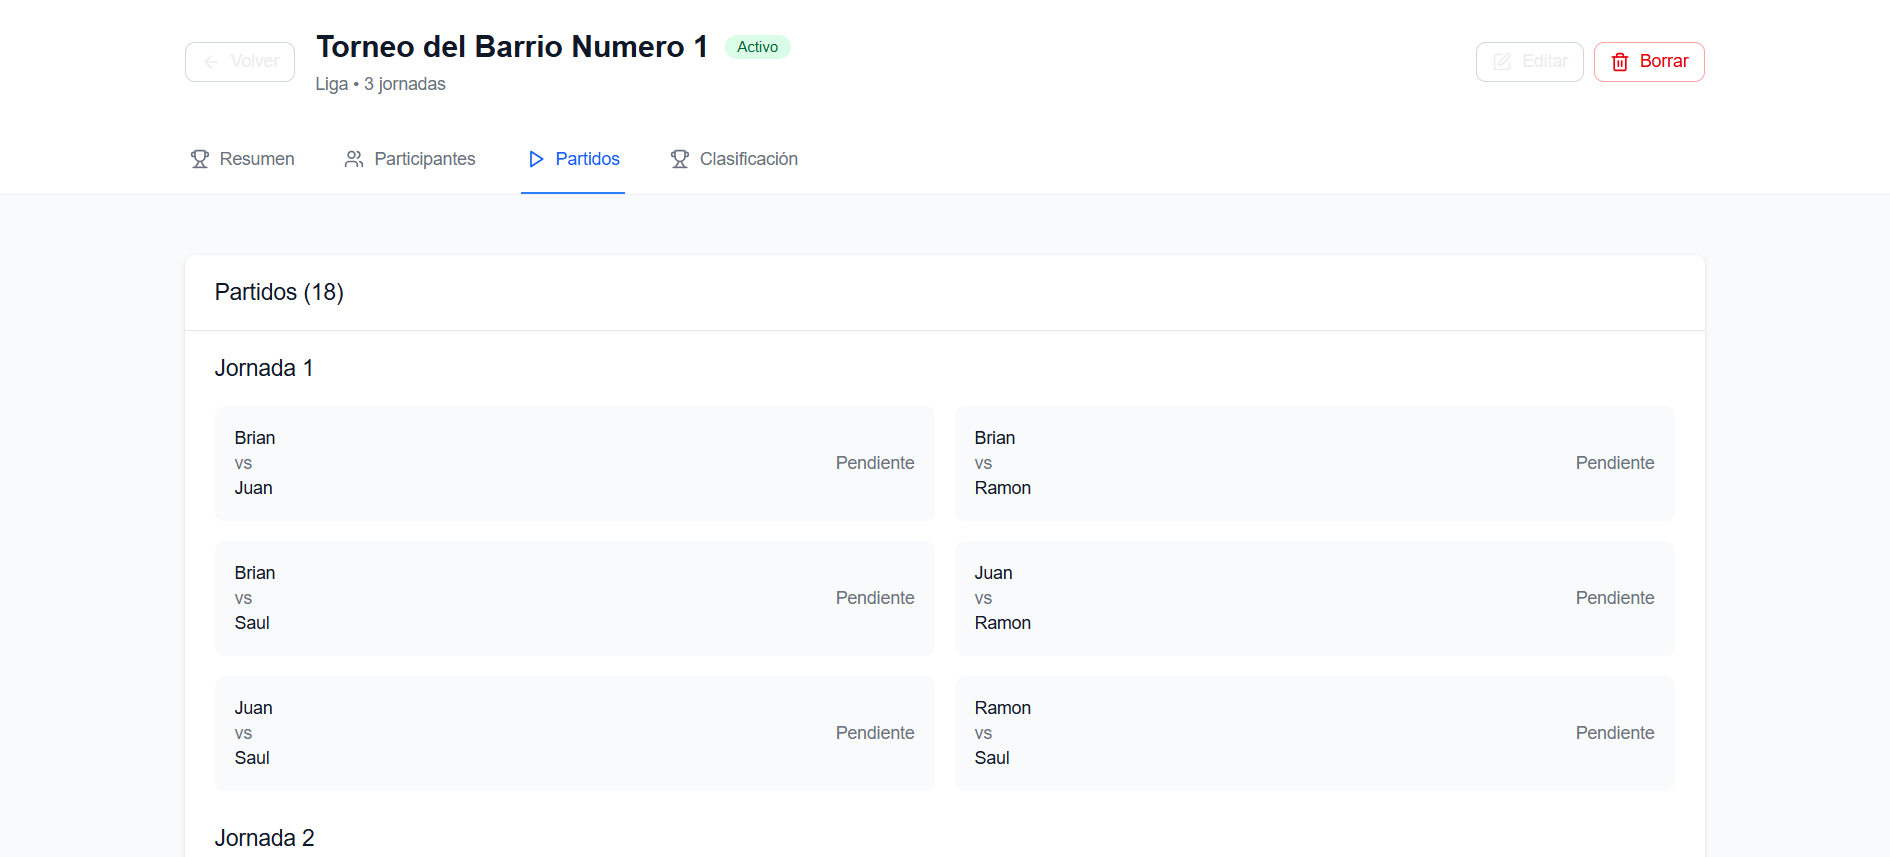 Volver
Torneo del Barrio Numero 1
Activo
Liga • 3 jornadas
Editar
Borrar
Resumen
Participantes
Partidos
Clasificación
Partidos (18)
Jornada 1
Brian
vs
Juan
Pendiente
Brian
vs
Ramon
Pendiente
Brian
vs
Saul
Pendiente
Juan
vs
Ramon
Pendiente
Juan
vs
Saul
Pendiente
Ramon
vs
Saul
Pendiente
Jornada 2